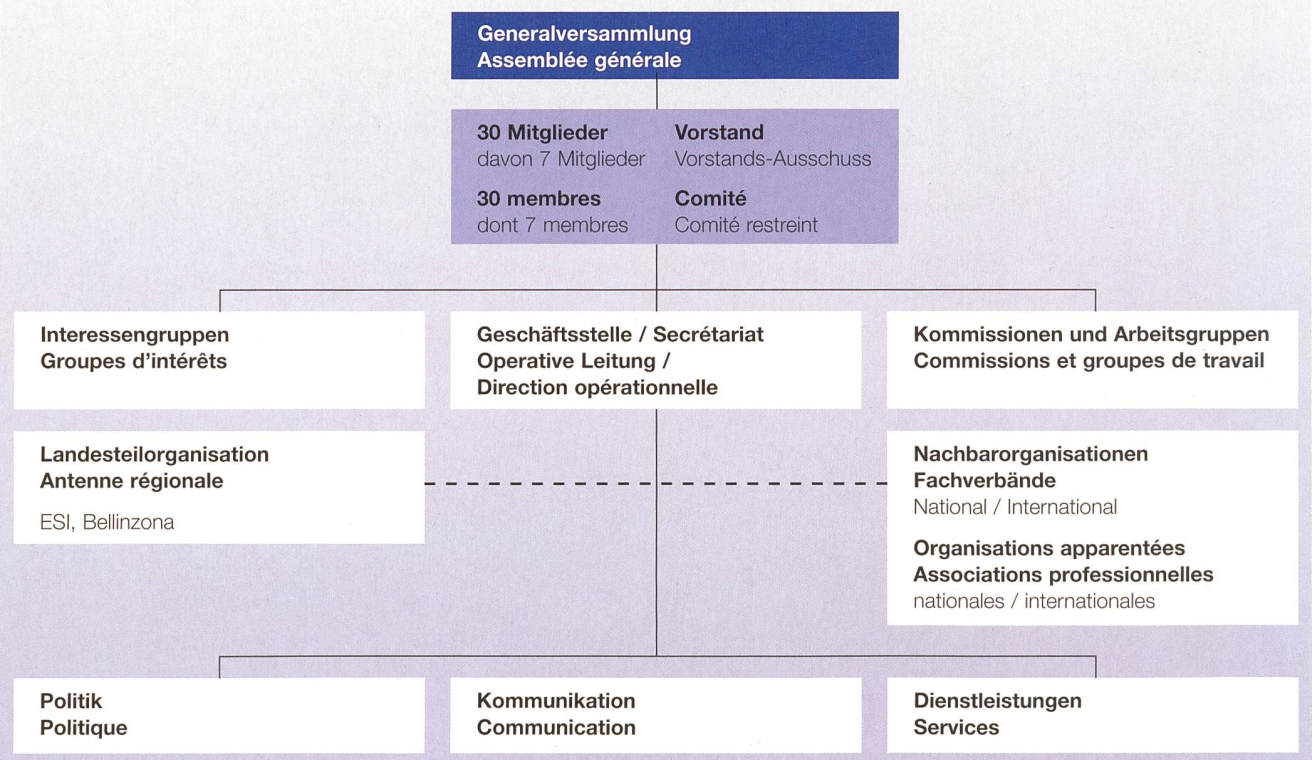 Generalversammlung
Assemblée générale
30 Mitglieder Vorstand
davon 7 Mitglieder Vorstands-Ausschuss
30 membres Comité
dont 7 membres Comité restreint
Interessengruppen
Groupes d'intérêts
Geschäftsstelle / Secrétariat
Operative Leitung /
Direction opérationnelle
Kommissionen und Arbeitsgruppen
Commissions et groupes de travail
Landesteilorganisation
Antenne régionale
ESI, Bellinzona
Nachbarorganisationen
Fachverbände
National / International
Organisations apparentées
Associations professionnelles
nationales / internationales
Politik
Politique
Kommunikation
Communication
Dienstleistungen
Services